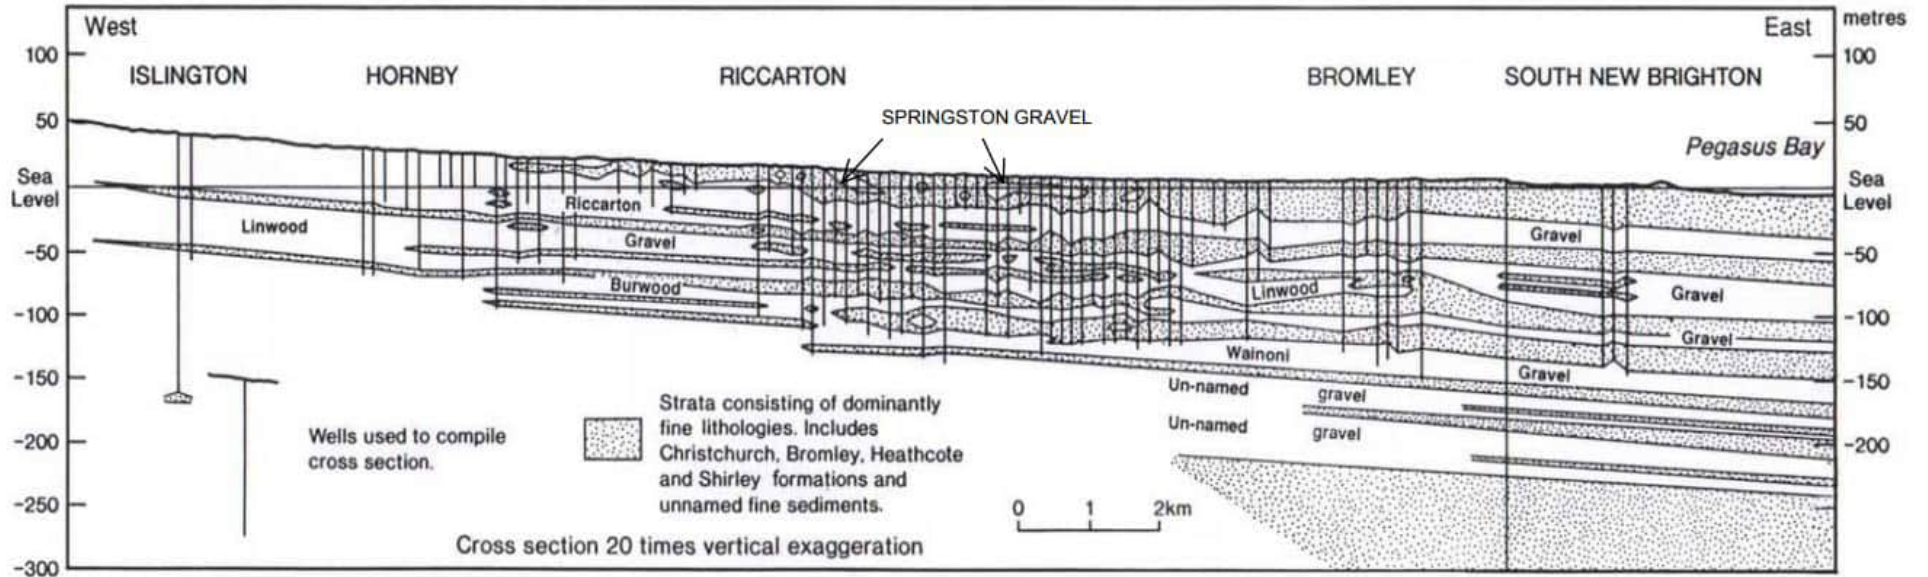 West
East
metres
ISLINGTON
HORNBY
RICCARTON
BROMLEY
SOUTH NEW BRIGHTON
SPRINGSTON GRAVEL
Pegasus Bay
100
50
Sea
Level
-50
-100
-150
-200
-250
-300
100
50
Sea
Level
-50
-100
-150
-200
Riccarton
Gravel
Linwood
Gravel
Burwood
Linwood
Gravel
Gravel
Wainoni
Gravel
Un-named
gravel
Un-named
gravel
Wells used to compile
cross section.
Strata consisting of dominantly
fine lithologies. Includes
Christchurch, Bromley, Heathcote
and Shirley formations and
unnamed fine sediments.
0 1 2km
Cross section 20 times vertical exaggeration